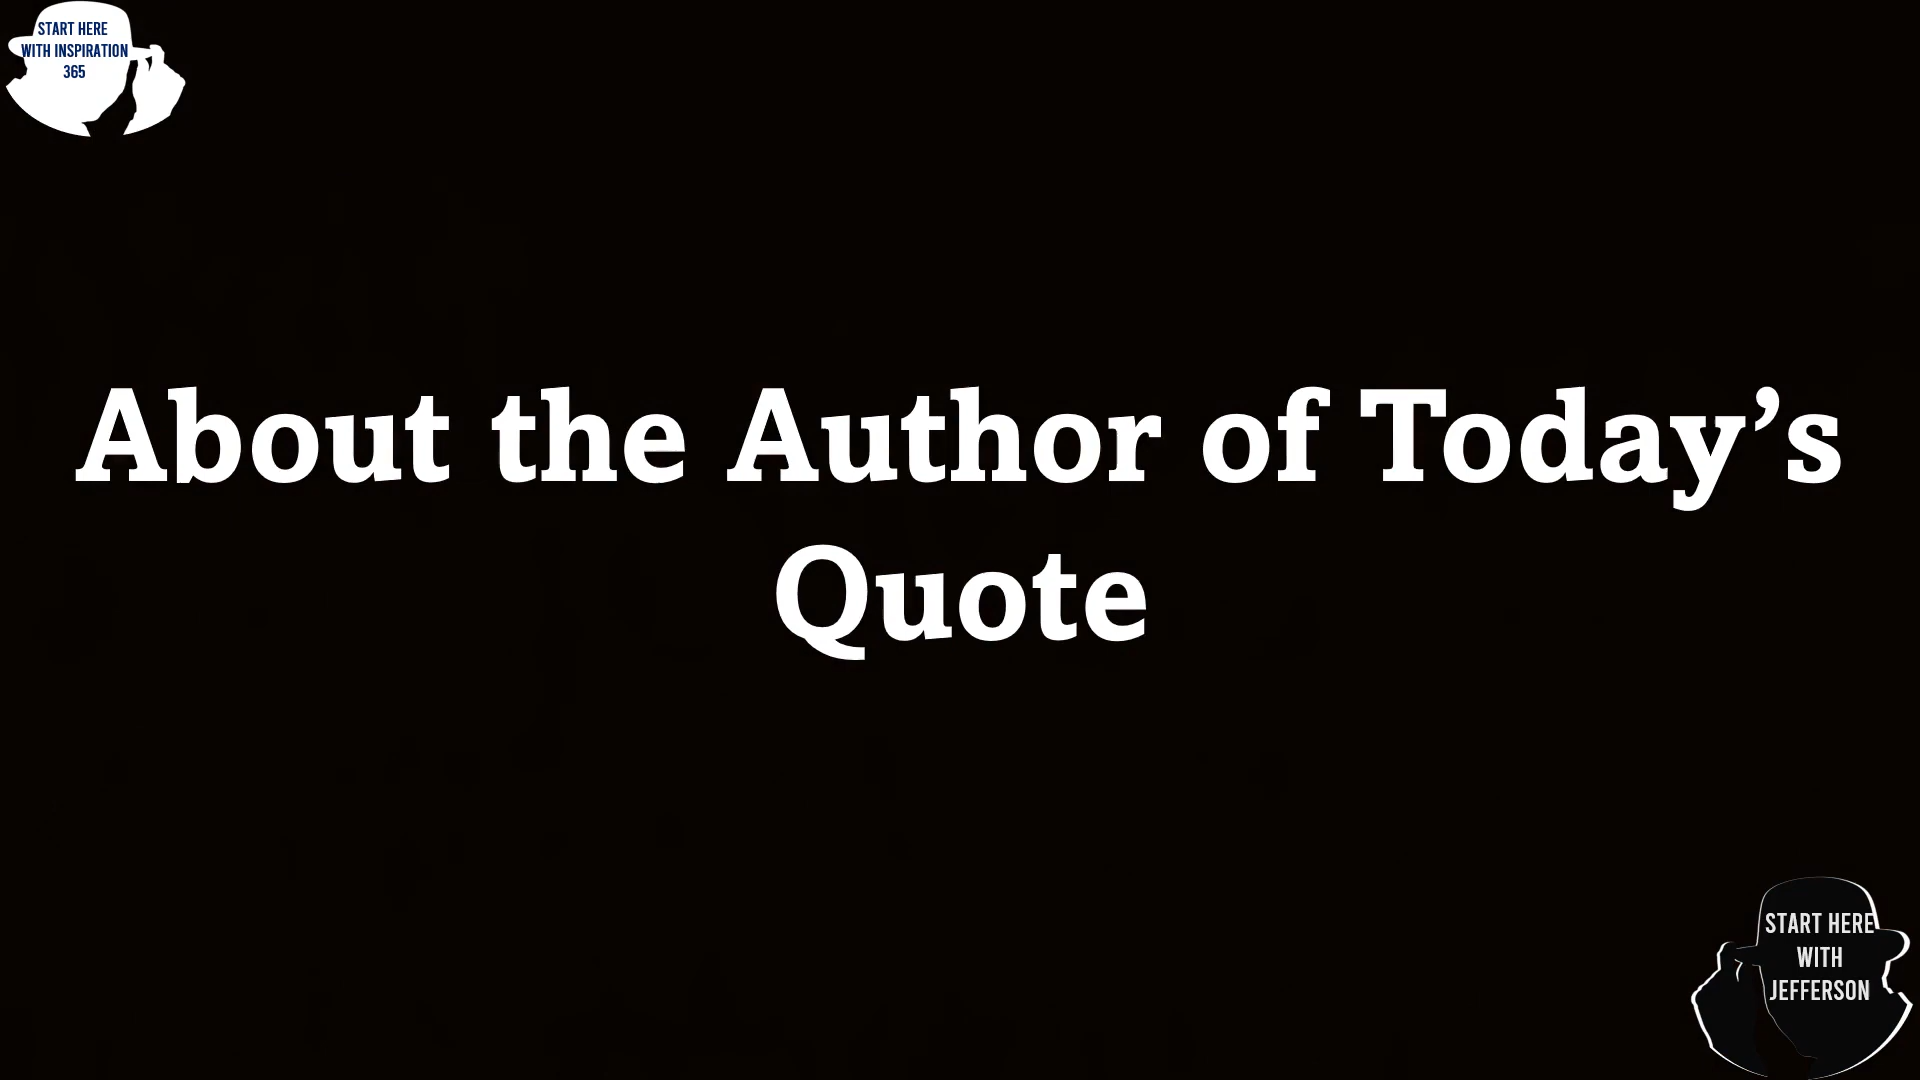 START HERE
WITH INSPIRATION
365
About the Author of Today’s
Quote
START HERE
WITH
JEFFERSON